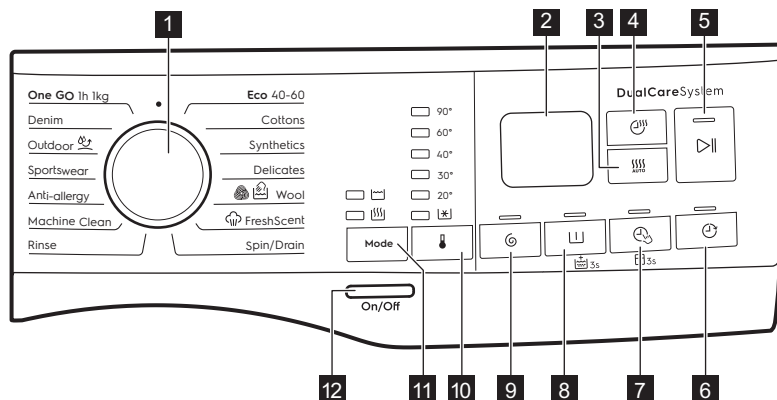 1
2
3
4
5
DualCareSystem
One GO 1h 1kg
Denim
Outdoor
Sportswear
Anti-allergy
Machine Clean
Rinse
Eco 40-60
Cottons
Synthetics
Delicates
Wool
FreshScent
Spin/Drain
90°
60°
40°
30°
20°
AUTO
Mode
3s
3s
On/Off
12
11
10
9
8
7
6